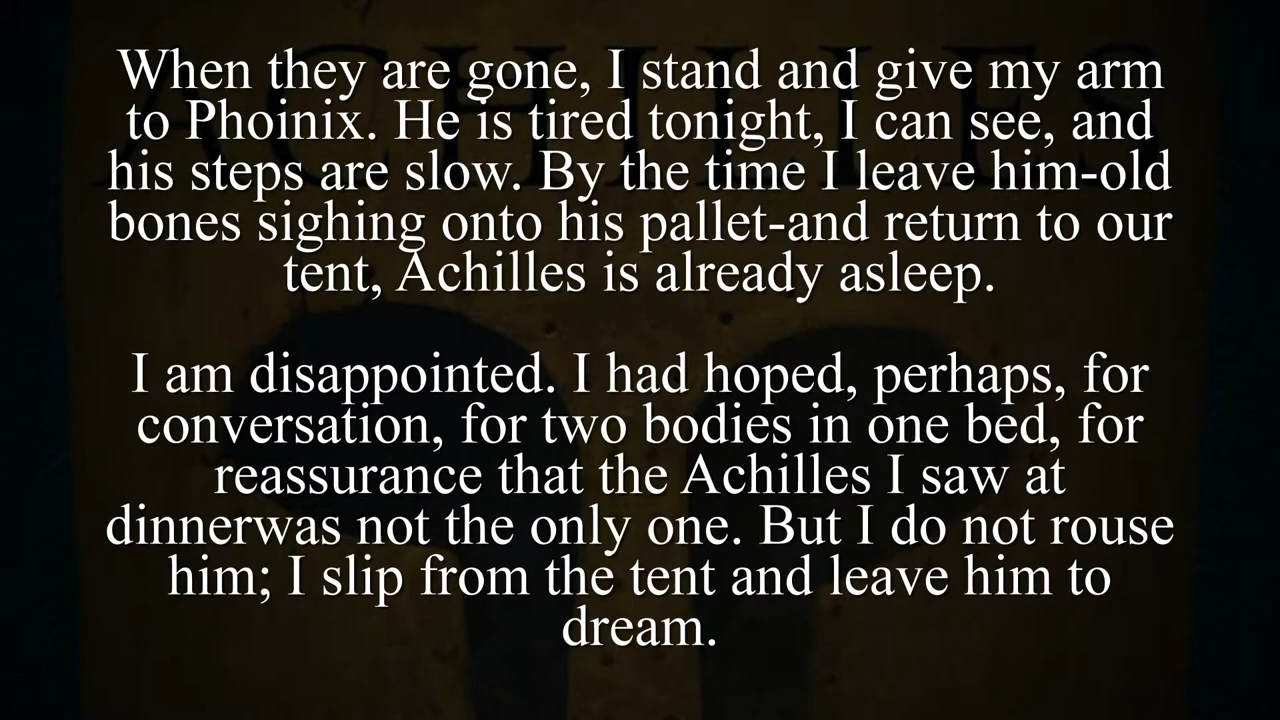 ACHILLES
When they are gone, I stand and give my arm
to Phoinix. He is tired tonight, I can see, and
his steps are slow. By the time I leave him-old
bones sighing onto his pallet-and return to our
tent, Achilles is already asleep.
I am disappointed. I had hoped, perhaps, for
conversation, for two bodies in one bed, for
reassurance that the Achilles I saw at
dinnerwas not the only one. But I do not rouse
him; I slip from the tent and leave him to
dream.